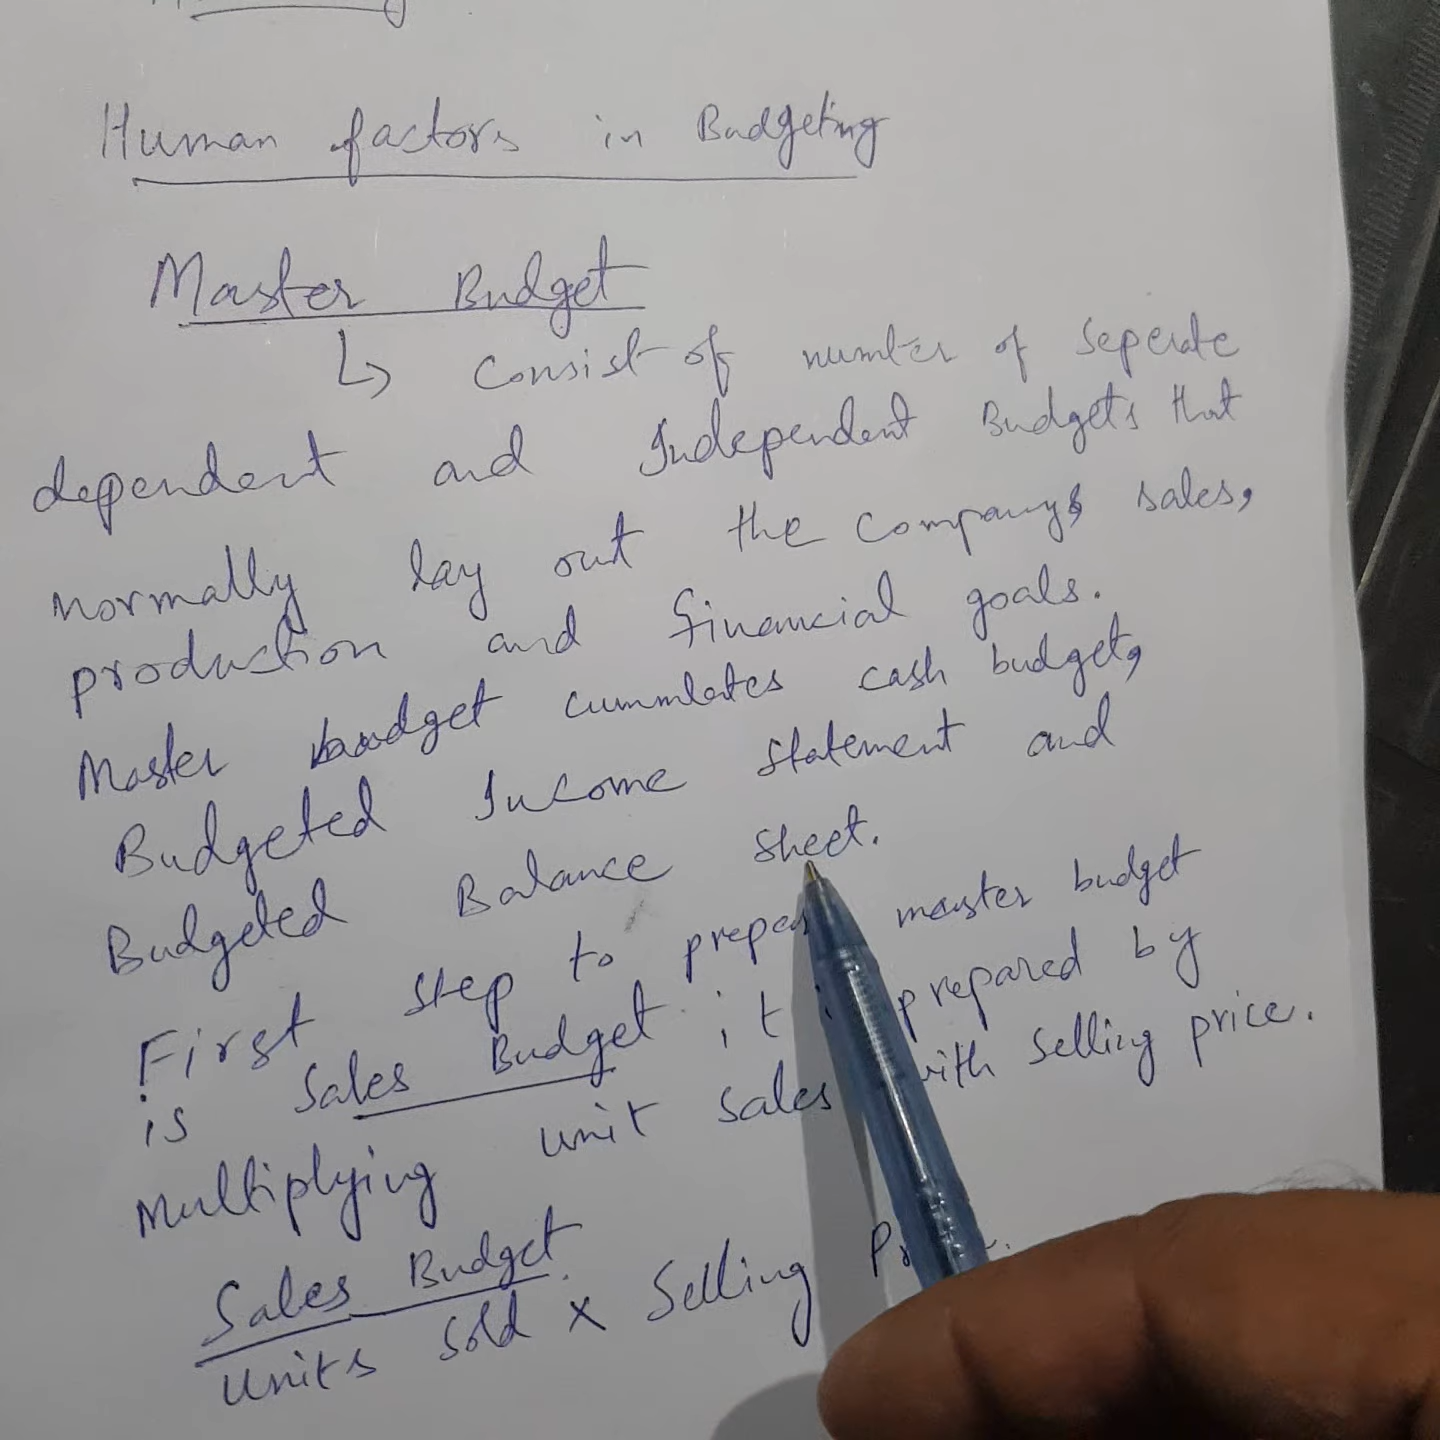 Human factors in Budgeting
Master Budget
↳ Consist of number of seperate
dependent and Independent Budgets that
normally lay out the company's sales,
production and financial goals.
Master budget cummlates cash budget,
Budgeted Income statement and
Budgeted Balance sheet.
First step to prepar master budget
is Sales Budget it prepared by
Multiplying unit sales with selling price.
Sales Budget
Units sold × Selling